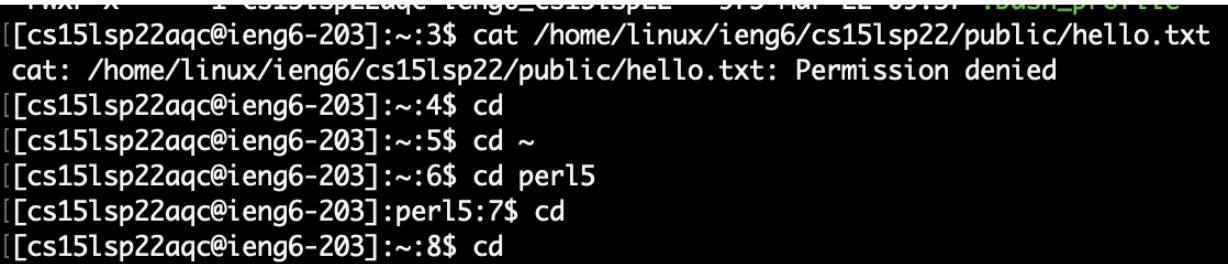 [[cs15lsp22aqc@ieng6-203]:~:3$ cat /home/linux/ieng6/cs15lsp22/public/hello.txt
cat: /home/linux/ieng6/cs15lsp22/public/hello.txt: Permission denied
[[cs15lsp22aqc@ieng6-203]:~:4$ cd
[[cs15lsp22aqc@ieng6-203]:~:5$ cd ~
[[cs15lsp22aqc@ieng6-203]:~:6$ cd perl5
[[cs15lsp22aqc@ieng6-203]:perl5:7$ cd
[[cs15lsp22aqc@ieng6-203]:~:8$ cd